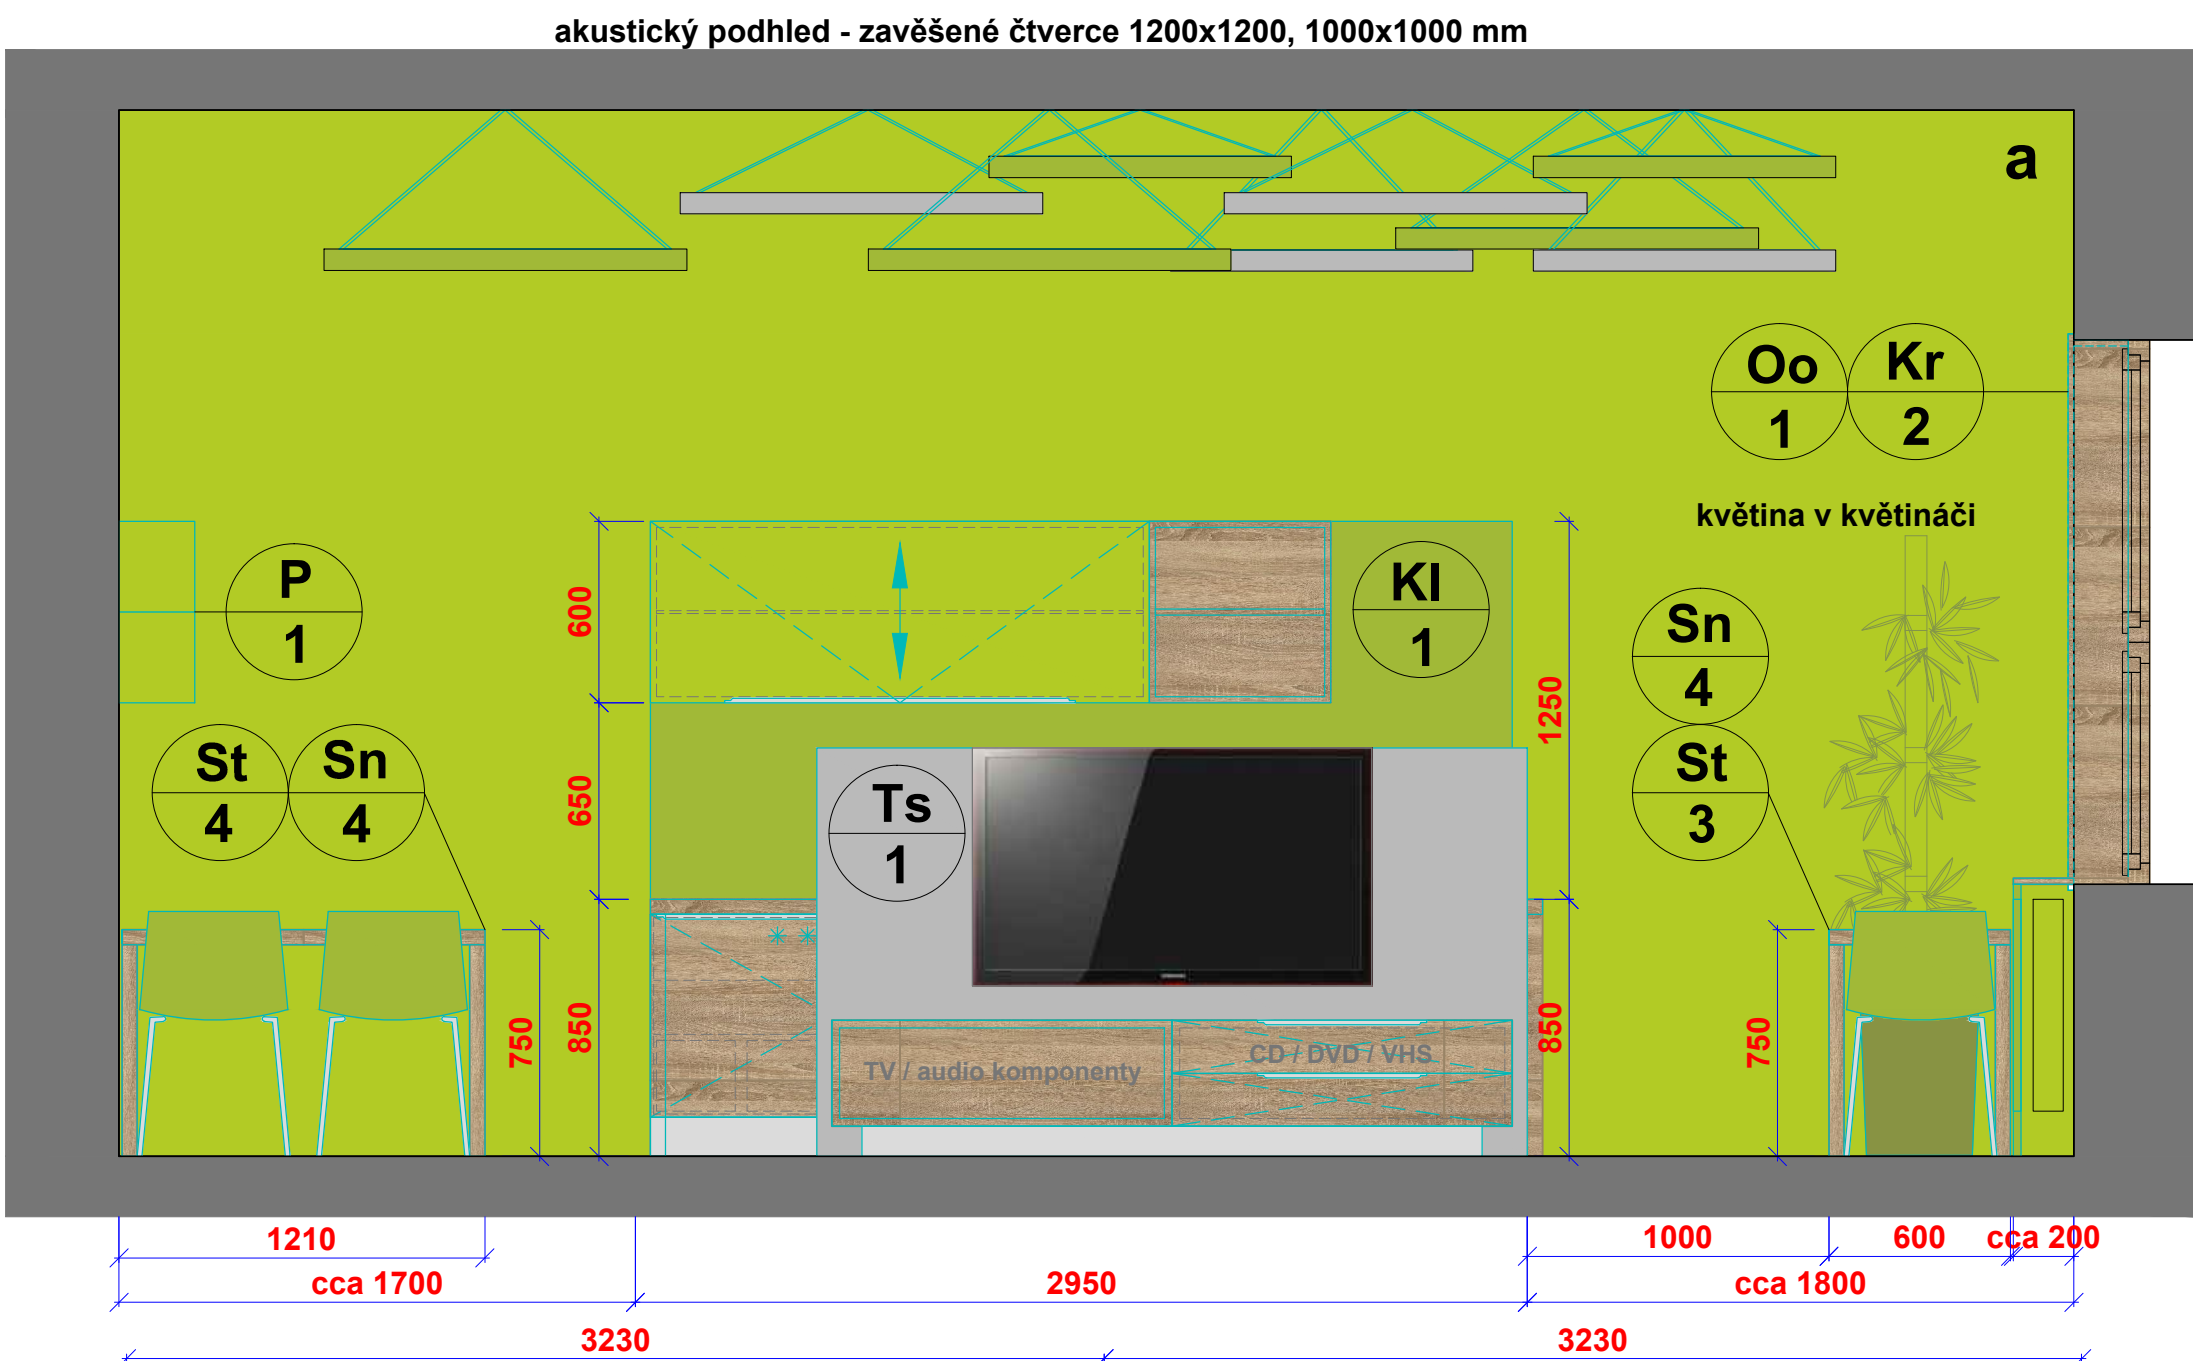 akustický podhled - zavěšené čtverce 1200x1200, 1000x1000 mm
a
Oo
1
Kr
2
květina v květináči
P
1
600
Kl
1
Sn
4
1250
St
4
Sn
4
650
Ts
1
St
3
750
850
TV / audio komponenty
CD / DVD / VHS
850
750
1210
1000
600
cca 200
cca 1700
2950
cca 1800
3230
3230